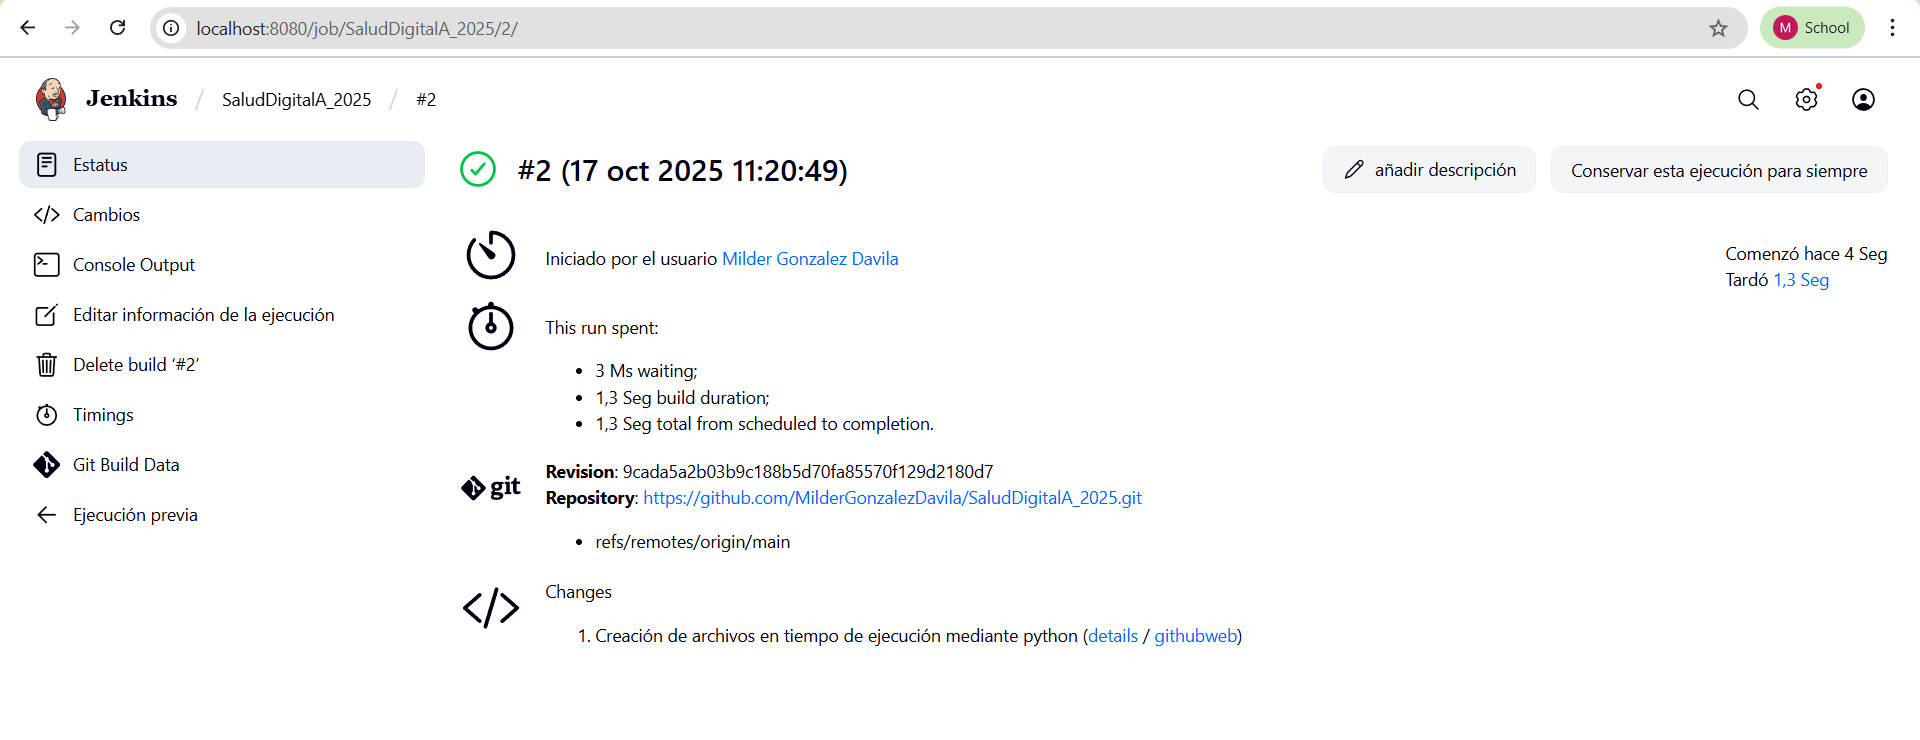 localhost:8080/job/SaludDigitalA_2025/2/
M School
Jenkins / SaludDigitalA_2025 / #2
Estatus
Cambios
Console Output
Editar información de la ejecución
Delete build ‘#2’
Timings
Git Build Data
Ejecución previa
#2 (17 oct 2025 11:20:49)
añadir descripción
Conservar esta ejecución para siempre
Iniciado por el usuario Milder Gonzalez Davila
Comenzó hace 4 Seg
Tardó 1,3 Seg
This run spent:
• 3 Ms waiting;
• 1,3 Seg build duration;
• 1,3 Seg total from scheduled to completion.
git
Revision: 9cada5a2b03b9c188b5d70fa85570f129d2180d7
Repository: https://github.com/MilderGonzalezDavila/SaludDigitalA_2025.git
• refs/remotes/origin/main
Changes
1. Creación de archivos en tiempo de ejecución mediante python (details / githubweb)